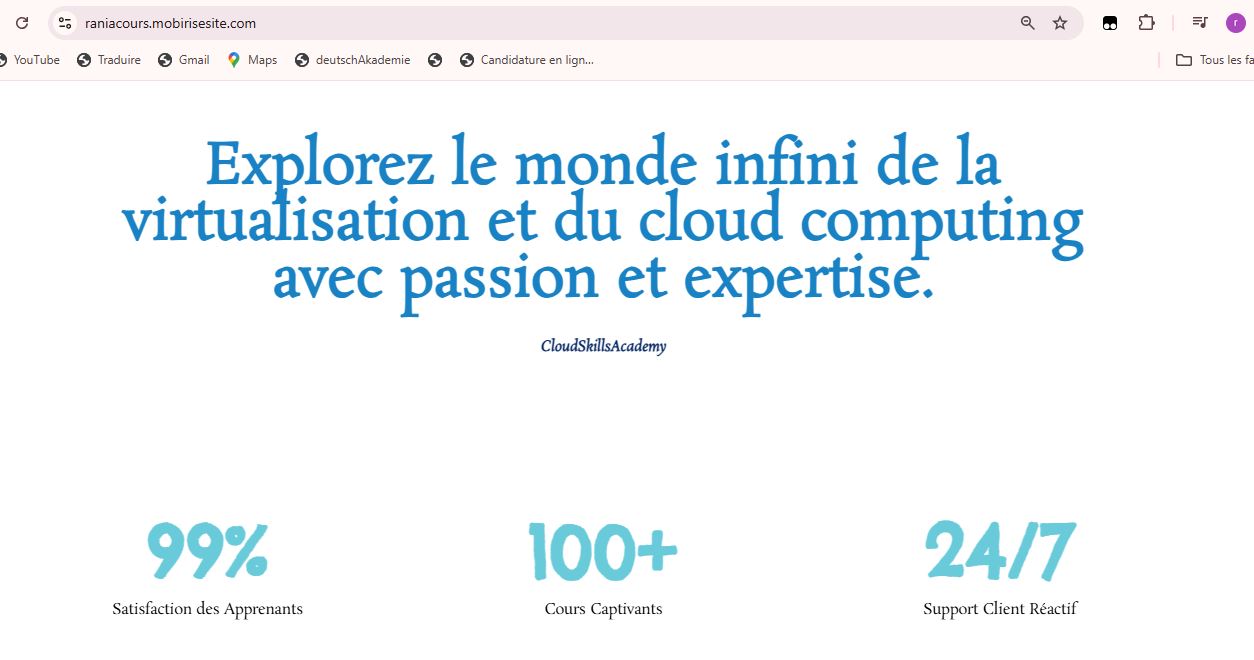 raniacours.mobirisesite.com
r
YouTube Traduire Gmail Maps deutschAkademie Candidature en lign... Tous les fa
Explorez le monde infini de la
virtualisation et du cloud computing
avec passion et expertise.
CloudSkillsAcademy
99% 100+ 24/7
Satisfaction des Apprenants Cours Captivants Support Client Réactif